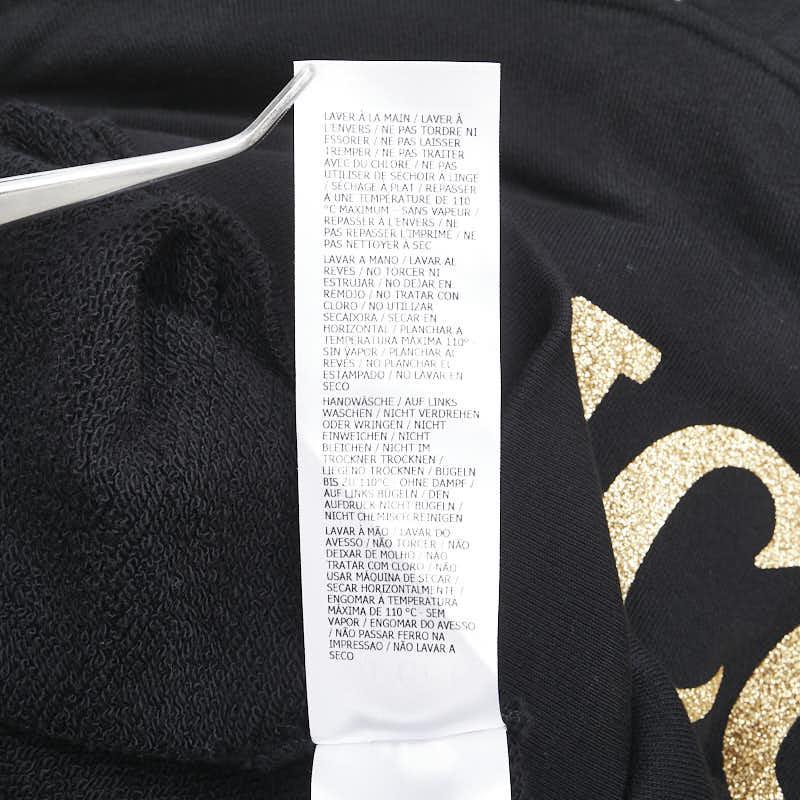 LAVER À LA MAIN / LAVER À
L'ENVERS / NE PAS TORDRE NI
ESSORER / NE PAS LAISSER
TREMPER / NE PAS TRAITER
AVEC DU CHLORE / NE PAS
UTILISER DE SECHOIR À LINGE
/ SECHAGE À PLAT / REPASSER
A UNE TEMPERATURE DE 110
°C MAXIMUM - SANS VAPEUR /
REPASSER À L'ENVERS / NE
PAS REPASSER L'IMPRIMÉ / NE
PAS NETTOYER À SEC
LAVAR A MANO / LAVAR AL
REVES / NO TORCER NI
ESTRUJAR / NO DEJAR EN
REMOJO / NO TRATAR CON
CLORO / NO UTILIZAR
SECADORA / SECAR EN
HORIZONTAL / PLANCHAR A
TEMPERATURA MÁXIMA 110° -
SIN VAPOR / PLANCHAR AL
REVÉS / NO PLANCHAR EL
ESTAMPADO / NO LAVAR EN
SECO
HANDWÄSCHE / AUF LINKS
WASCHEN / NICHT VERDREHEN
ODER WRINGEN / NICHT
EINWEICHEN / NICHT
BLEICHEN / NICHT IM
TROCKNER TROCKNEN /
LIEGEND TROCKNEN / BÜGELN
BIS ZU 110°C - OHNE DAMPF /
AUF LINKS BÜGELN / DEN
AUFDRUCK NICHT BÜGELN /
NICHT CHEMISCH REINIGEN
LAVAR À MÃO / LAVAR DO
AVESSO / NÃO TORCER / NÃO
DEIXAR DE MOLHO / NÃO
TRATAR COM CLORO / NÃO
USAR MÁQUINA DE SECAR /
SECAR HORIZONTALMENTE /
ENGOMAR À TEMPERATURA
MÁXIMA DE 110 °C - SEM
VAPOR / ENGOMAR DO AVESSO
/ NÃO PASSAR FERRO NA
IMPRESSAO / NÃO LAVAR A
SECO